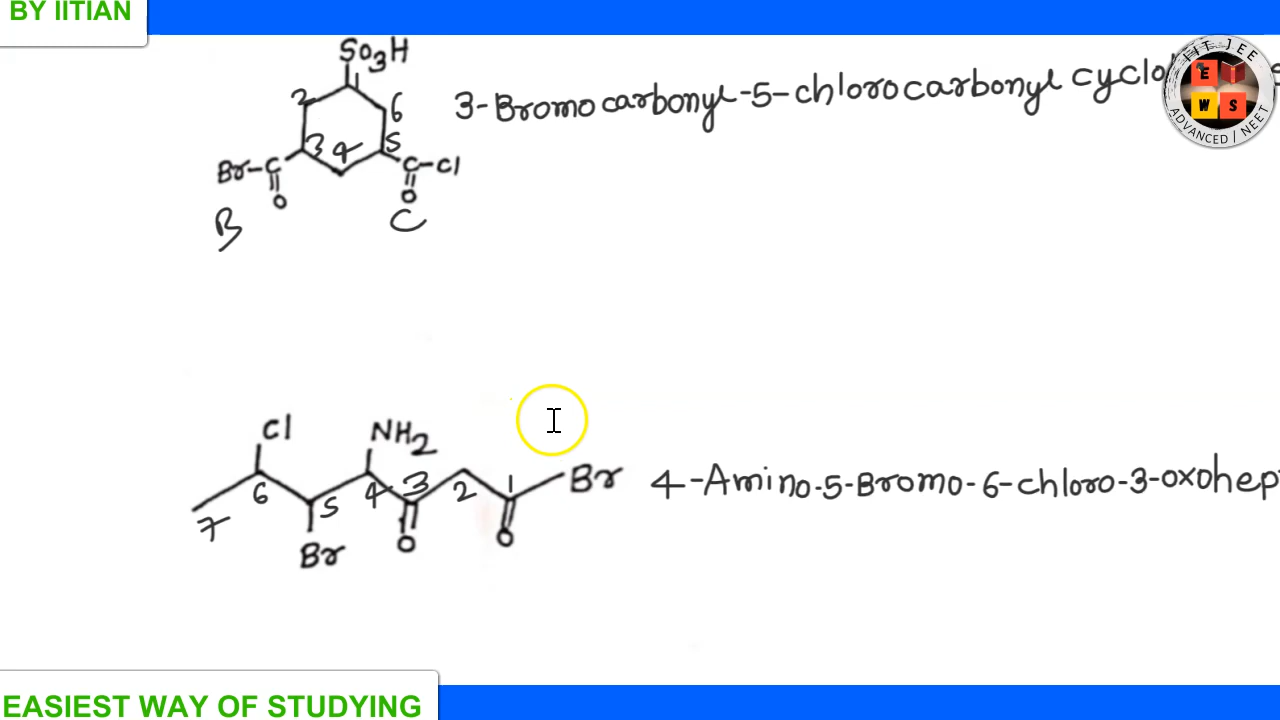 BY IITIAN
SO3H
2 1 6
3 4 5
Br-C C-Cl
O O
B C
3-Bromocarbonyl-5-chlorocarbonyl cyclo
IIT JEE
E
W S
ADVANCED / NEET
Cl NH2
7 6 5 4 3 2 1 Br
Br O O
4-Amino-5-Bromo-6-chloro-3-oxohep
EASIEST WAY OF STUDYING